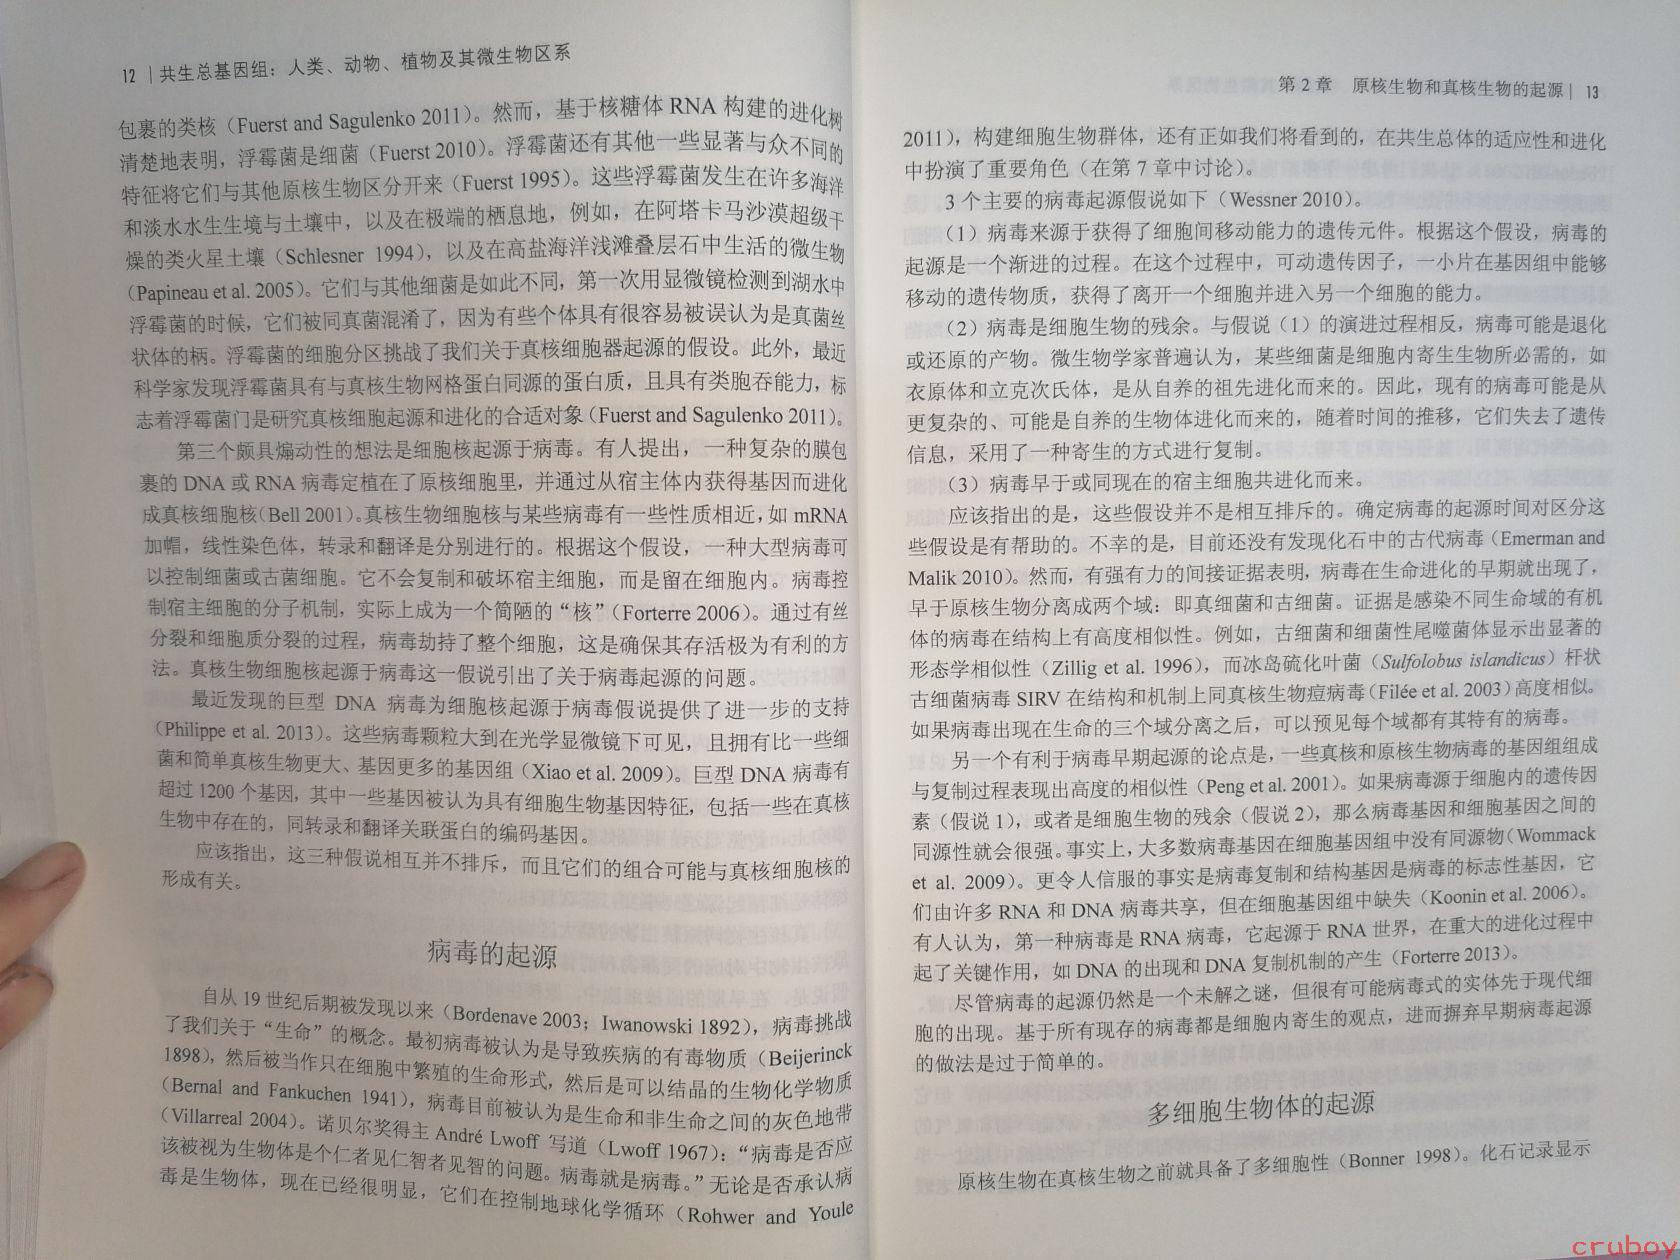 12 | 共生总基因组：人类、动物、植物及其微生物区系
包裹的类核（Fuerst and Sagulenko 2011）。然而，基于核糖体 RNA 构建的进化树
清楚地表明，浮霉菌是细菌（Fuerst 2010）。浮霉菌还有其他一些显著与众不同的
特征将它们与其他原核生物区分开来（Fuerst 1995）。这些浮霉菌发生在许多海洋
和淡水水生生境与土壤中，以及在极端的栖息地，例如，在阿塔卡马沙漠超级干
燥的类火星土壤（Schlesner 1994），以及在高盐海洋浅滩叠层石中生活的微生物
（Papineau et al. 2005）。它们与其他细菌是如此不同，第一次用显微镜检测到湖水中
浮霉菌的时候，它们被同真菌混淆了，因为有些个体具有很容易被误认为是真菌丝
状体的柄。浮霉菌的细胞分区挑战了我们关于真核细胞器起源的假设。此外，最近
科学家发现浮霉菌具有与真核生物网格蛋白同源的蛋白质，且具有类胞吞能力，标
志着浮霉菌门是研究真核细胞起源和进化的合适对象（Fuerst and Sagulenko 2011）。
第三个颇具煽动性的想法是细胞核起源于病毒。有人提出，一种复杂的膜包
裹的 DNA 或 RNA 病毒定植在了原核细胞里，并通过从宿主体内获得基因而进化
成真核细胞核（Bell 2001）。真核生物细胞核与某些病毒有一些性质相近，如 mRNA
加帽，线性染色体，转录和翻译是分别进行的。根据这个假设，一种大型病毒可
以控制细菌或古菌细胞。它不会复制和破坏宿主细胞，而是留在细胞内。病毒控
制宿主细胞的分子机制，实际上成为一个简陋的“核”（Forterre 2006）。通过有丝
分裂和细胞质分裂的过程，病毒劫持了整个细胞，这是确保其存活极为有利的方
法。真核生物细胞核起源于病毒这一假说引出了关于病毒起源的问题。
最近发现的巨型 DNA 病毒为细胞核起源于病毒假说提供了进一步的支持
（Philippe et al. 2013）。这些病毒颗粒大到在光学显微镜下可见，且拥有比一些细
菌和简单真核生物更大、基因更多的基因组（Xiao et al. 2009）。巨型 DNA 病毒有
超过 1200 个基因，其中一些基因被认为具有细胞生物基因特征，包括一些在真核
生物中存在的，同转录和翻译关联蛋白的编码基因。
应该指出，这三种假说相互并不排斥，而且它们的组合可能与真核细胞核的
形成有关。
病毒的起源
自从 19 世纪后期被发现以来（Bordenave 2003；Iwanowski 1892），病毒挑战
了我们关于“生命”的概念。最初病毒被认为是导致疾病的有毒物质（Beijerinck
1898），然后被当作只在细胞中繁殖的生命形式，然后是可以结晶的生物化学物质
（Bernal and Fankuchen 1941），病毒目前被认为是生命和非生命之间的灰色地带
（Villarreal 2004）。诺贝尔奖得主 André Lwoff 写道（Lwoff 1967）：“病毒是否应
该被视为生物体是个仁者见仁智者见智的问题。病毒就是病毒。”无论是否承认病
毒是生物体，现在已经很明显，它们在控制地球化学循环（Rohwer and Youle
第 2 章 原核生物和真核生物的起源 | 13
2011），构建细胞生物群体，还有正如我们将看到的，在共生总体的适应性和进化
中扮演了重要角色（在第 7 章中讨论）。
3 个主要的病毒起源假说如下（Wessner 2010）。
（1）病毒来源于获得了细胞间移动能力的遗传元件。根据这个假设，病毒的
起源是一个渐进的过程。在这个过程中，可动遗传因子，一小片在基因组中能够
移动的遗传物质，获得了离开一个细胞并进入另一个细胞的能力。
（2）病毒是细胞生物的残余。与假说（1）的演进过程相反，病毒可能是退化
或还原的产物。微生物学家普遍认为，某些细菌是细胞内寄生生物所必需的，如
衣原体和立克次氏体，是从自养的祖先进化而来的。因此，现有的病毒可能是从
更复杂的、可能是自养的生物体进化而来的，随着时间的推移，它们失去了遗传
信息，采用了一种寄生的方式进行复制。
（3）病毒早于或同现在的宿主细胞共进化而来。
应该指出的是，这些假设并不是相互排斥的。确定病毒的起源时间对区分这
些假设是有帮助的。不幸的是，目前还没有发现化石中的古代病毒（Emerman and
Malik 2010）。然而，有强有力的间接证据表明，病毒在生命进化的早期就出现了，
早于原核生物分离成两个域：即真细菌和古细菌。证据是感染不同生命域的有机
体的病毒在结构上有高度相似性。例如，古细菌和细菌性尾噬菌体显示出显著的
形态学相似性（Zillig et al. 1996），而冰岛硫化叶菌（Sulfolobus islandicus）杆状
古细菌病毒 SIRV 在结构和机制上同真核生物痘病毒（Filée et al. 2003）高度相似。
如果病毒出现在生命的三个域分离之后，可以预见每个域都有其特有的病毒。
另一个有利于病毒早期起源的论点是，一些真核和原核生物病毒的基因组组成
与复制过程表现出高度的相似性（Peng et al. 2001）。如果病毒源于细胞内的遗传因
素（假说 1），或者是细胞生物的残余（假说 2），那么病毒基因和细胞基因之间的
同源性就会很强。事实上，大多数病毒基因在细胞基因组中没有同源物（Wommack
et al. 2009）。更令人信服的事实是病毒复制和结构基因是病毒的标志性基因，它
们由许多 RNA 和 DNA 病毒共享，但在细胞基因组中缺失（Koonin et al. 2006）。
有人认为，第一种病毒是 RNA 病毒，它起源于 RNA 世界，在重大的进化过程中
起了关键作用，如 DNA 的出现和 DNA 复制机制的产生（Forterre 2013）。
尽管病毒的起源仍然是一个未解之谜，但很有可能病毒式的实体先于现代细
胞的出现。基于所有现存的病毒都是细胞内寄生的观点，进而摒弃早期病毒起源
的做法是过于简单的。
多细胞生物体的起源
原核生物在真核生物之前就具备了多细胞性（Bonner 1998）。化石记录显示
cruboy